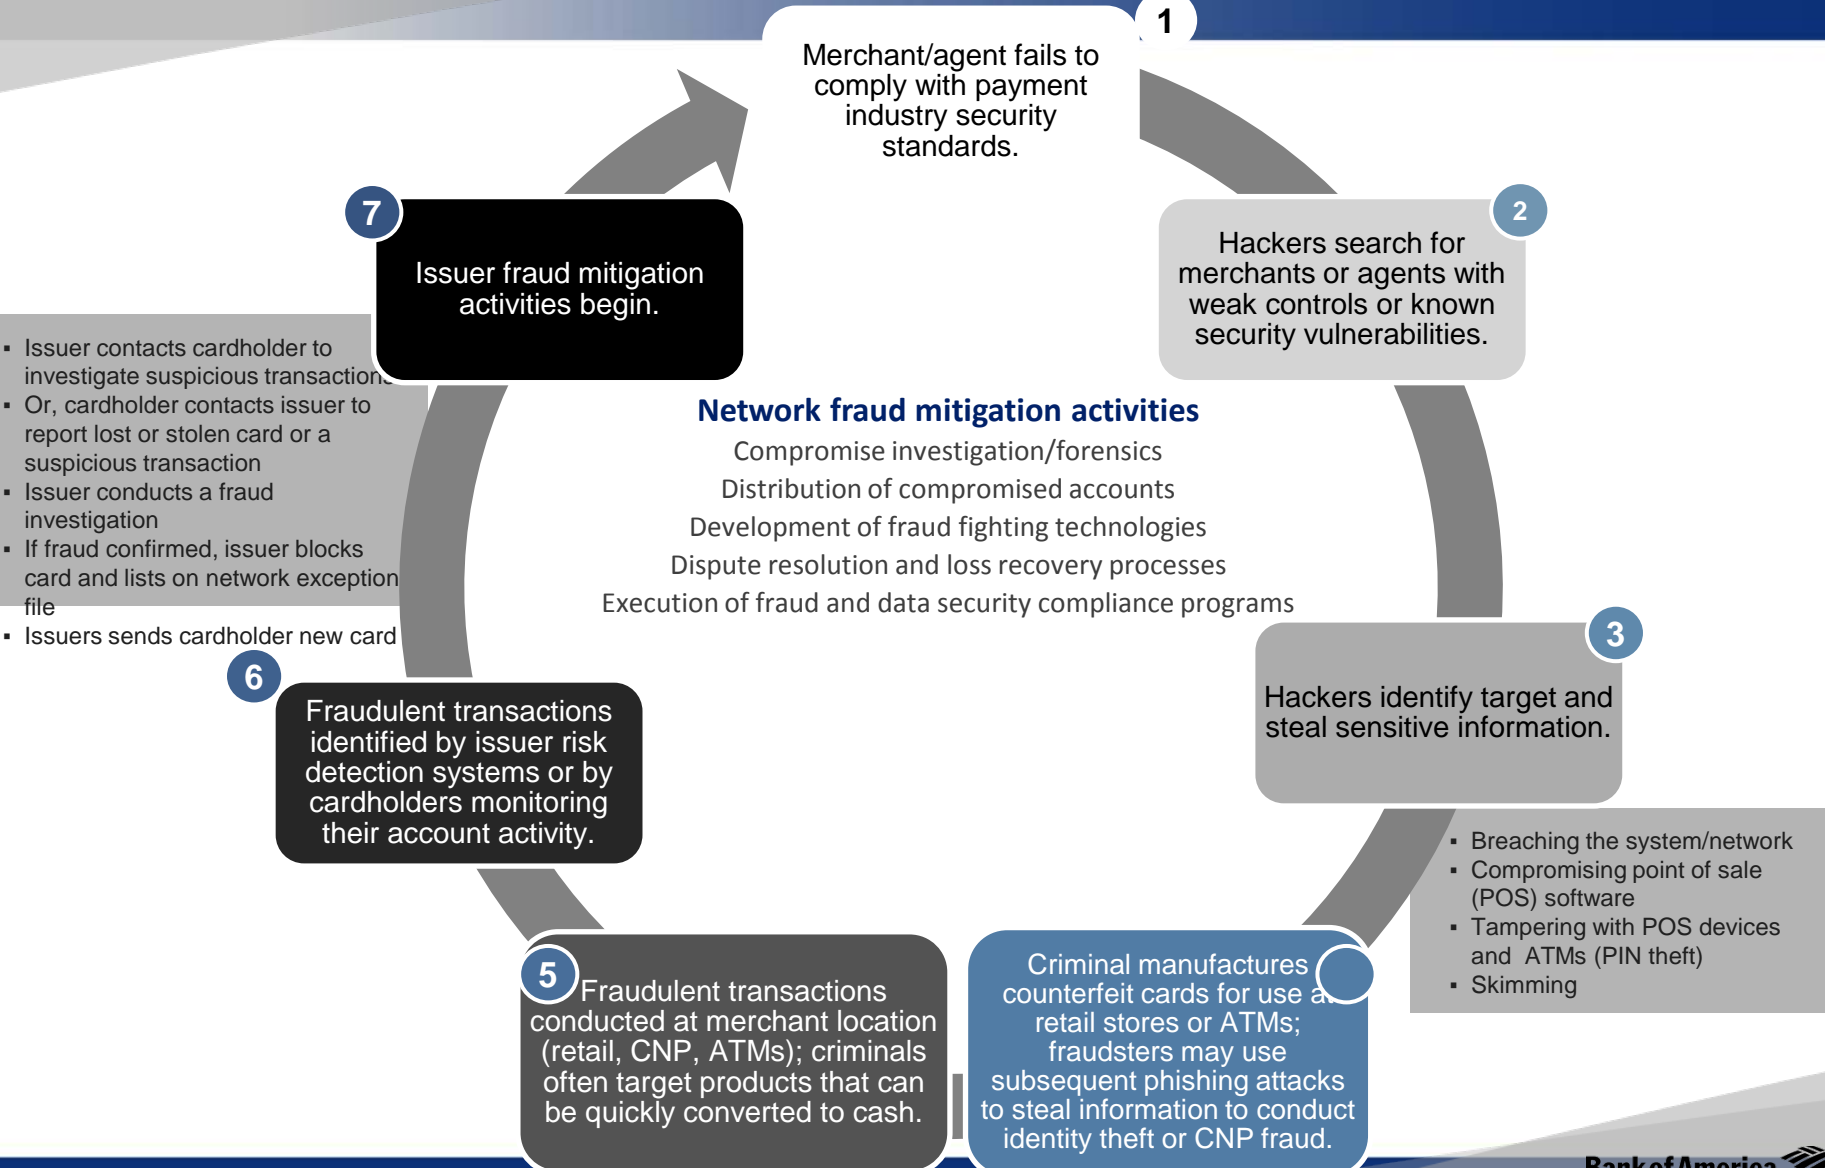 1
Merchant/agent fails to
comply with payment
industry security
standards.
2
Hackers search for
merchants or agents with
weak controls or known
security vulnerabilities.
7
Issuer fraud mitigation
activities begin.
▪ Issuer contacts cardholder to
investigate suspicious transactions
▪ Or, cardholder contacts issuer to
report lost or stolen card or a
suspicious transaction
▪ Issuer conducts a fraud
investigation
▪ If fraud confirmed, issuer blocks
card and lists on network exception
file
▪ Issuers sends cardholder new card
Network fraud mitigation activities
Compromise investigation/forensics
Distribution of compromised accounts
Development of fraud fighting technologies
Dispute resolution and loss recovery processes
Execution of fraud and data security compliance programs
3
Hackers identify target and
steal sensitive information.
▪ Breaching the system/network
▪ Compromising point of sale
(POS) software
▪ Tampering with POS devices
and ATMs (PIN theft)
▪ Skimming
6
Fraudulent transactions
identified by issuer risk
detection systems or by
cardholders monitoring
their account activity.
5
Fraudulent transactions
conducted at merchant location
(retail, CNP, ATMs); criminals
often target products that can
be quickly converted to cash.
Criminal manufactures
counterfeit cards for use at
retail stores or ATMs;
fraudsters may use
subsequent phishing attacks
to steal information to conduct
identity theft or CNP fraud.
Bank of America